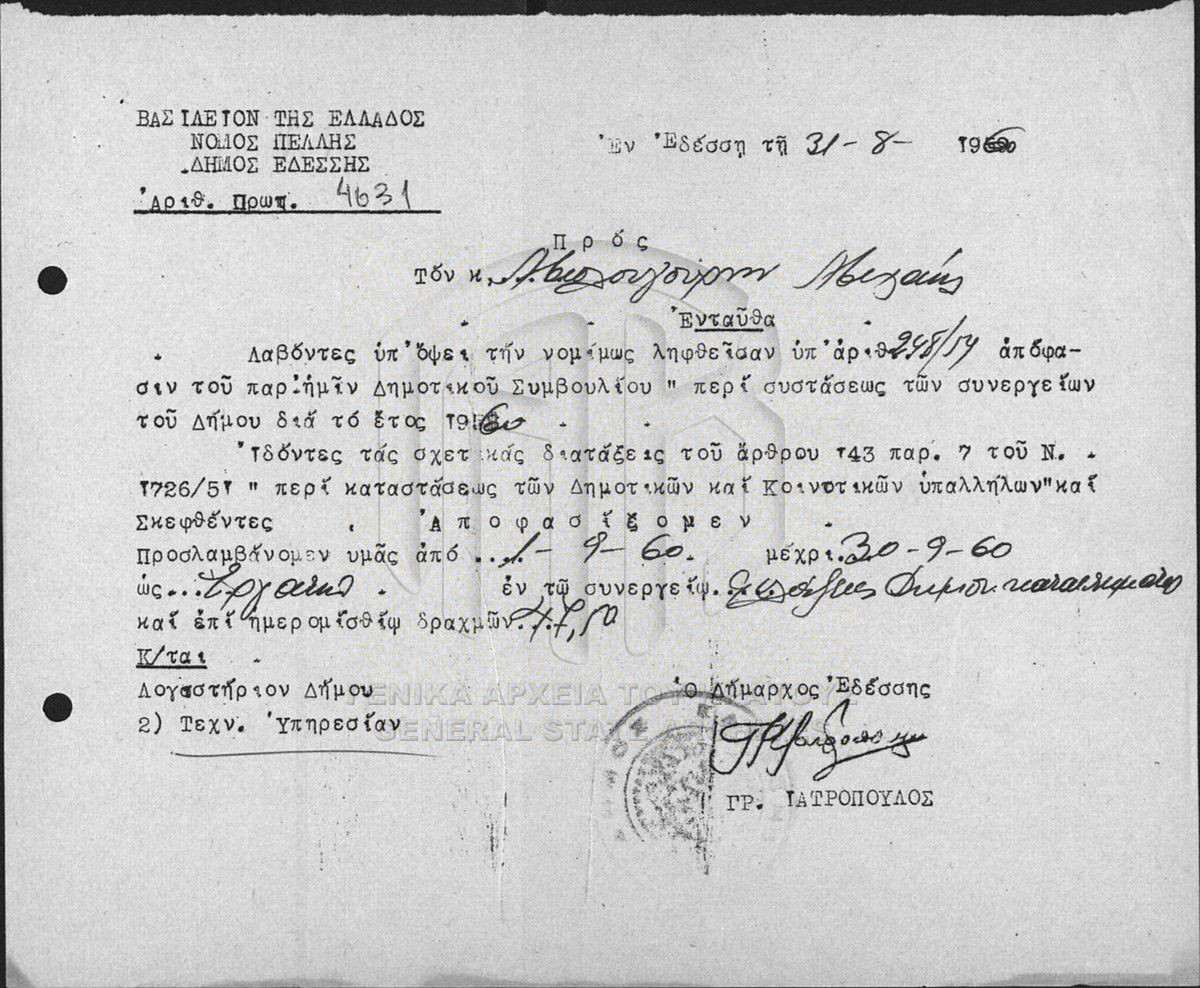 ΒΑΣΙΛΕΙΟΝ ΤΗΣ ΕΛΛΑΔΟΣ
ΝΟΜΟΣ ΠΕΛΛΗΣ
ΔΗΜΟΣ ΕΔΕΣΣΗΣ
Ἀριθ. Πρωτ. 4631
Ἐν Ἐδέσσῃ τῇ 31-8- 1960
Πρός
Τόν κ.
Ἐνταῦθα
Λαβόντες ὑπ'ὄψει τήν νομίμως ληφθεῖσαν ὑπ'ἀριθ 248/59 ἀπόφα-
σιν τοῦ παρ'ἡμῖν Δημοτικοῦ Συμβουλίου " περί συστάσεως τῶν συνεργείων
τοῦ Δήμου διά τό ἔτος 1960
Ἰδόντες τάς σχετικάς διατάξεις τοῦ ἄρθρου 143 παρ. 7 τοῦ Ν.
1726/51 " περί καταστάσεως τῶν Δημοτικῶν καί Κοινοτικῶν ὑπαλλήλων"καί
Σκεφθέντες Ἀποφασίζομεν
Προσλαμβάνομεν υμᾶς ἀπό ...1-9-60. μέχρι.30-9-60
ὡς...Ἐργάτην ἐν τῷ συνεργείῳ...
καί ἐπί ἡμερομισθίῳ δραχμῶν...47,50
Κ/ται
Λογιστήριον Δήμου
2) Τεχν. Ὑπηρεσίαν
Ὁ Δήμαρχος Ἐδέσσης
ΓΡ. ΙΑΤΡΟΠΟΥΛΟΣ
ΓΕΝΙΚΑ ΑΡΧΕΙΑ ΤΟΥ ΚΡΑΤΟΥΣ
GENERAL STATE ARCHIVES